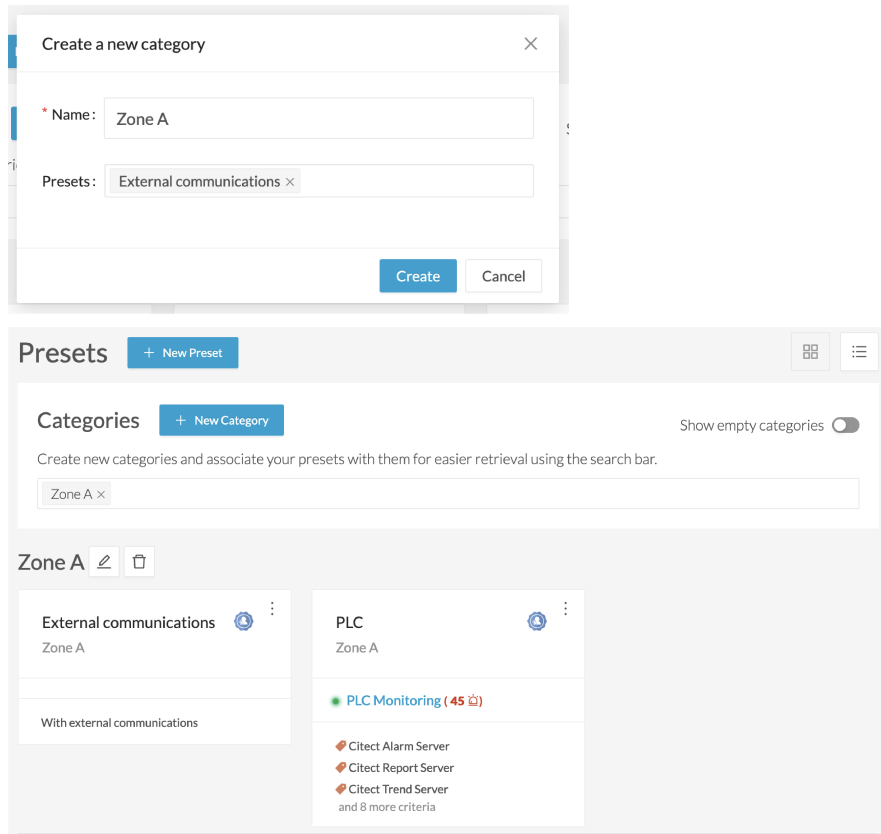 Create a new category
* Name :
Zone A
Presets :
External communications
Create
Cancel
Presets
+ New Preset
Categories
+ New Category
Show empty categories
Create new categories and associate your presets with them for easier retrieval using the search bar.
Zone A
Zone A
External communications
Zone A
With external communications
PLC
Zone A
PLC Monitoring ( 45 )
Citect Alarm Server
Citect Report Server
Citect Trend Server
and 8 more criteria